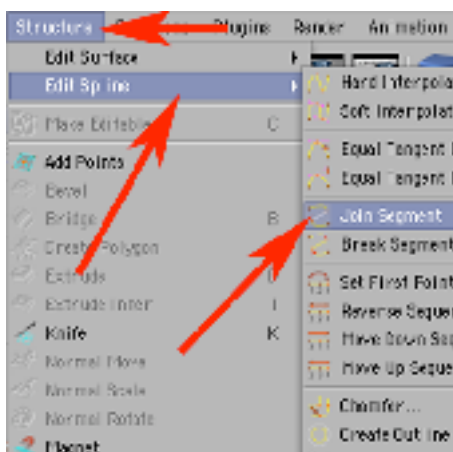 Structure Plugins Render Animation
Edit Surface
Edit Spline
Make Editable C
Add Points
Bevel
Bridge B
Create Polygon
Extrude
Extrude Inner I
Knife K
Normal Move
Normal Scale
Normal Rotate
Magnet
Hard Interpola
Soft Interpolat
Equal Tangent
Equal Tangent
Join Segment
Break Segment
Set First Point
Reverse Seque
Move Down Seq
Move Up Seque
Chamfer...
Create Outline